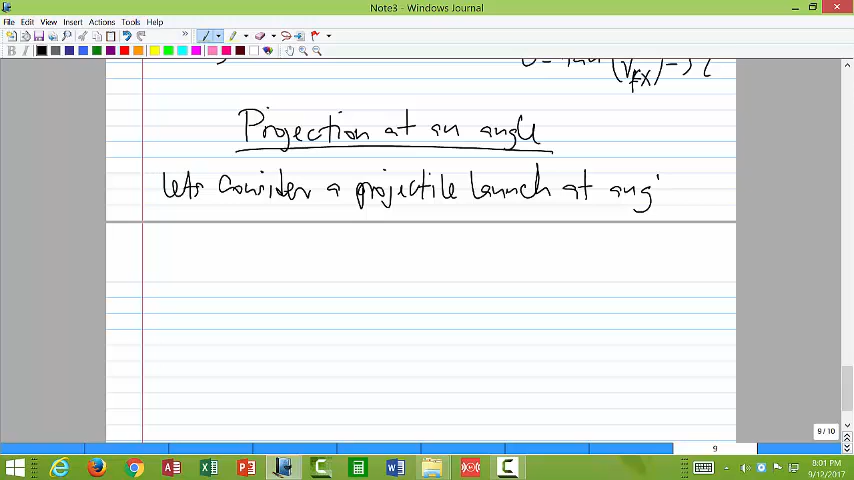 Note3 - Windows Journal
File Edit View Insert Actions Tools Help
Projection at an angle
lets consider a projectile launch at ang
9 / 10
9
8:01 PM
9/12/2017